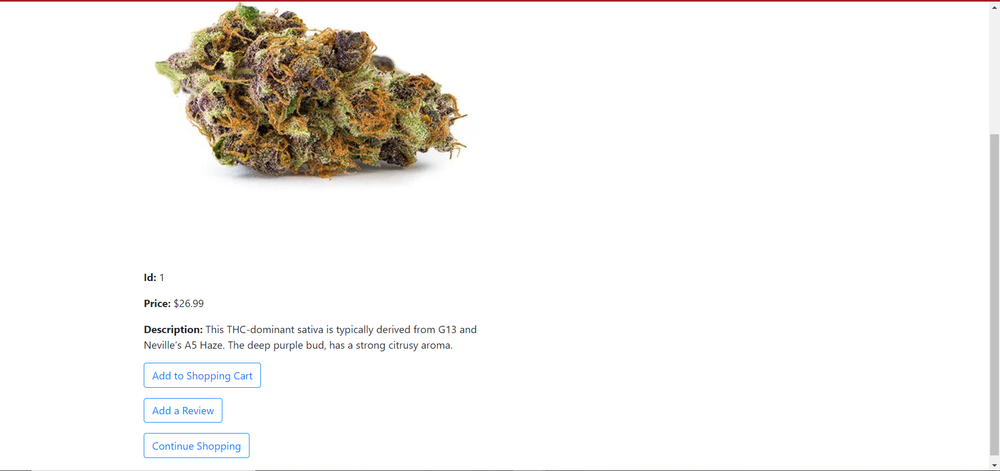 Id: 1
Price: $26.99
Description: This THC-dominant sativa is typically derived from G13 and
Neville’s A5 Haze. The deep purple bud, has a strong citrusy aroma.
Add to Shopping Cart
Add a Review
Continue Shopping